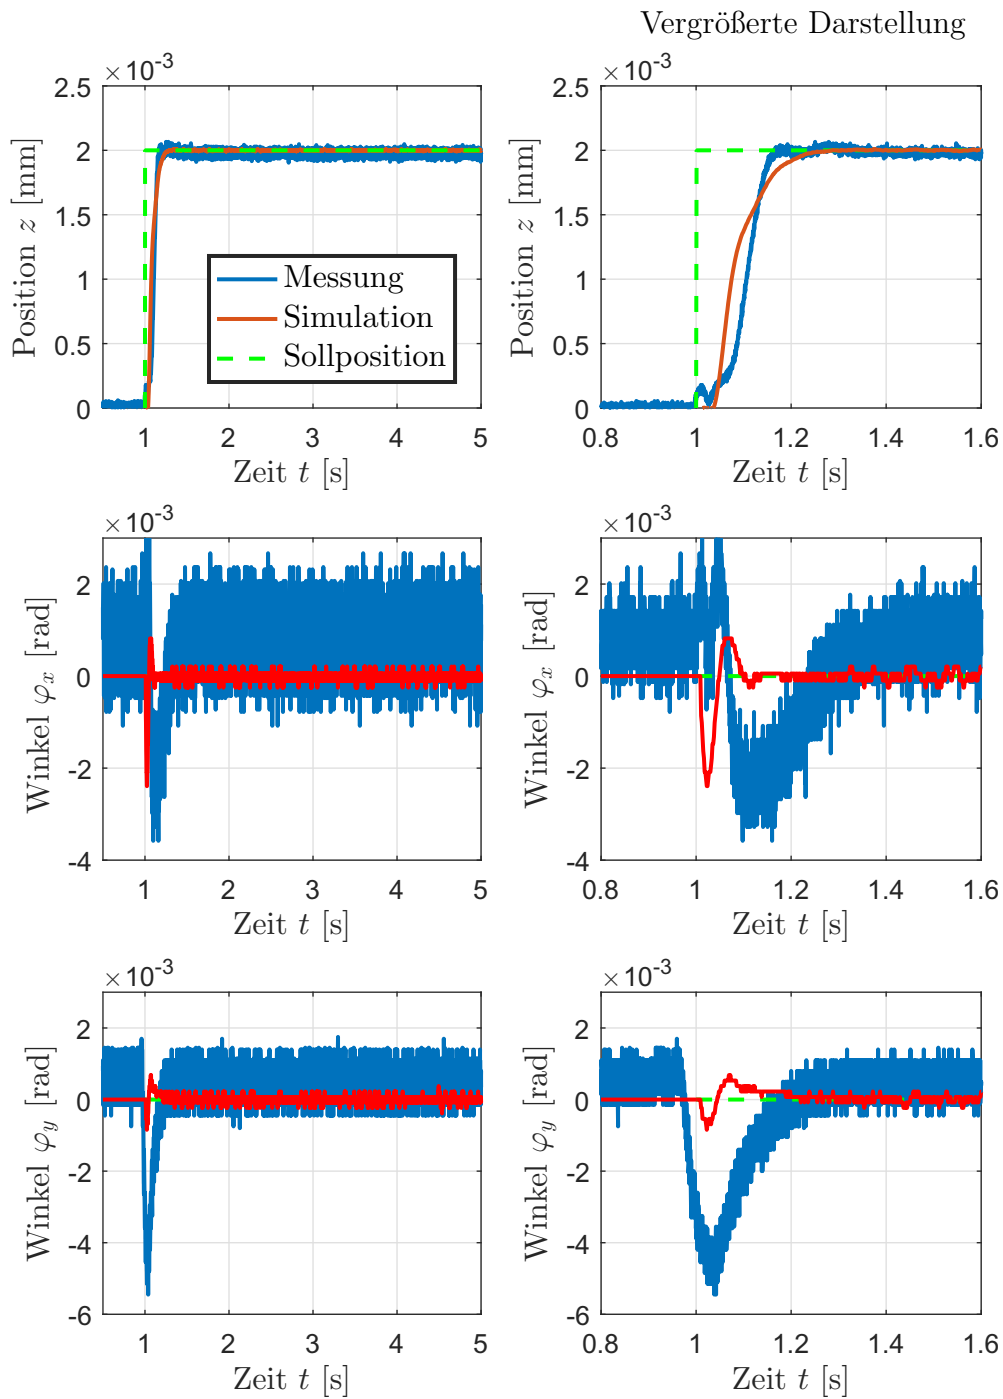 Vergrößerte Darstellung
×10⁻³
2.5
2
1.5
1
0.5
0
1 2 3 4 5
Position z [mm]
Zeit t [s]
Messung
Simulation
Sollposition
×10⁻³
2.5
2
1.5
1
0.5
0
0.8 1 1.2 1.4 1.6
Position z [mm]
Zeit t [s]
×10⁻³
2
0
-2
-4
1 2 3 4 5
Winkel φₓ [rad]
Zeit t [s]
×10⁻³
2
0
-2
-4
0.8 1 1.2 1.4 1.6
Winkel φₓ [rad]
Zeit t [s]
×10⁻³
2
0
-2
-4
-6
1 2 3 4 5
Winkel φ_y [rad]
Zeit t [s]
×10⁻³
2
0
-2
-4
-6
0.8 1 1.2 1.4 1.6
Winkel φ_y [rad]
Zeit t [s]